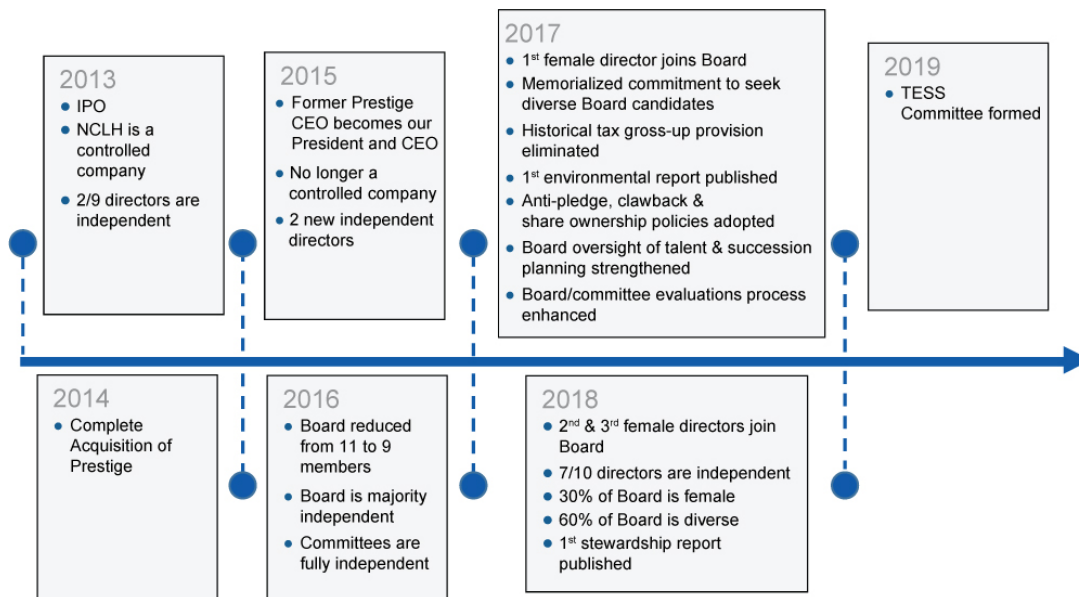 2013
• IPO
• NCLH is a
controlled
company
• 2/9 directors are
independent
2015
• Former Prestige
CEO becomes our
President and CEO
• No longer a
controlled company
• 2 new independent
directors
2017
• 1st female director joins Board
• Memorialized commitment to seek
diverse Board candidates
• Historical tax gross-up provision
eliminated
• 1st environmental report published
• Anti-pledge, clawback &
share ownership policies adopted
• Board oversight of talent & succession
planning strengthened
• Board/committee evaluations process
enhanced
2019
• TESS
Committee formed
2014
• Complete
Acquisition of
Prestige
2016
• Board reduced
from 11 to 9
members
• Board is majority
independent
• Committees are
fully independent
2018
• 2nd & 3rd female directors join
Board
• 7/10 directors are independent
• 30% of Board is female
• 60% of Board is diverse
• 1st stewardship report
published